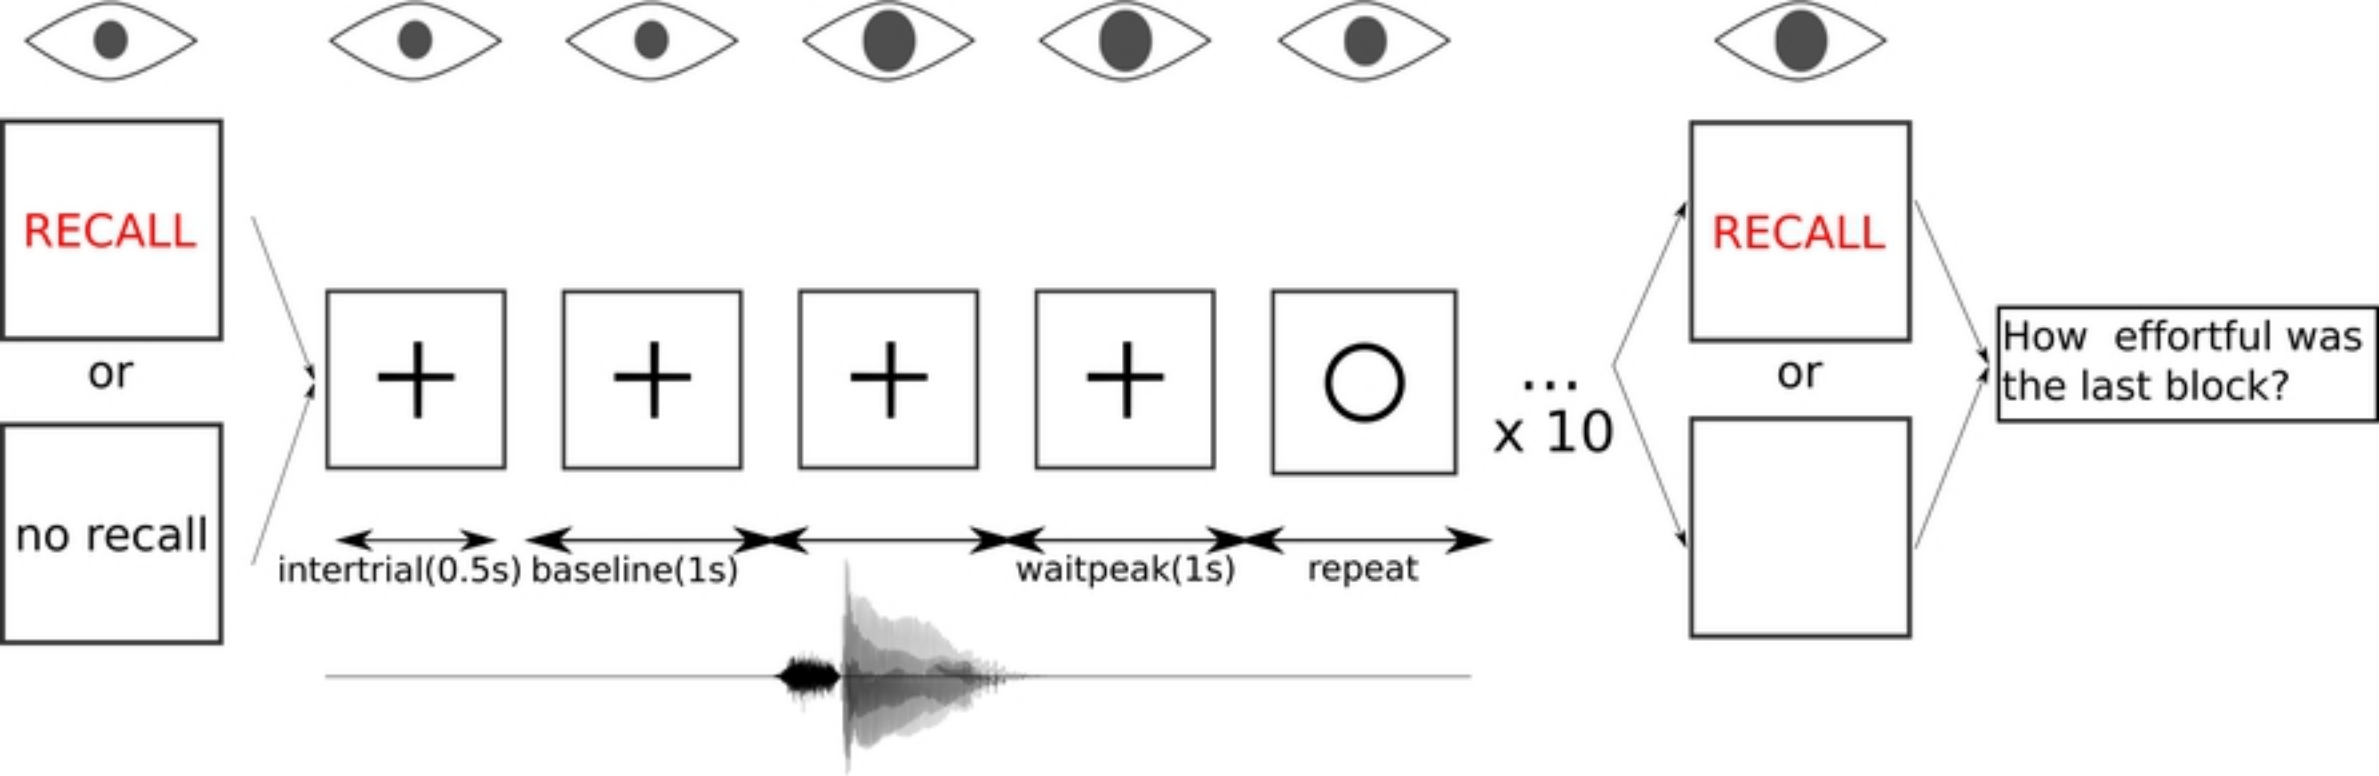 RECALL
or
no recall
intertrial(0.5s)
baseline(1s)
waitpeak(1s)
repeat
...
x 10
RECALL
or
How effortful was
the last block?